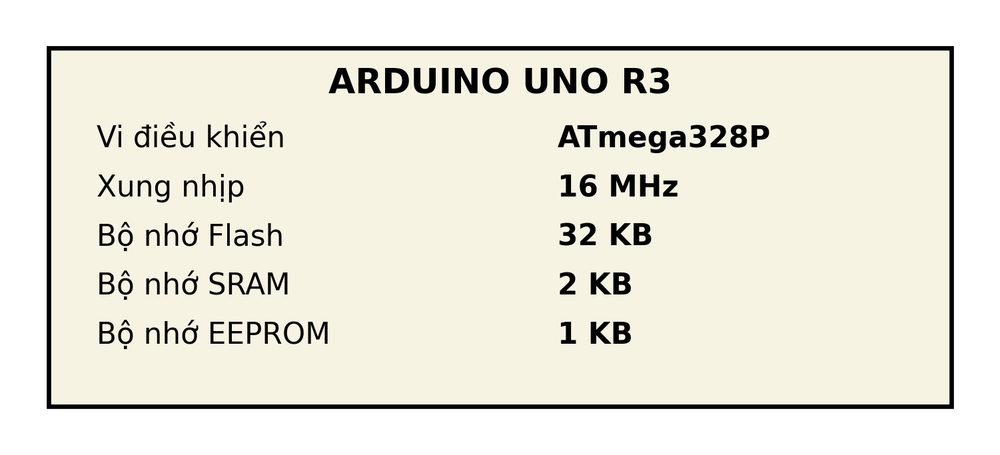 ARDUINO UNO R3
Vi điều khiển ATmega328P
Xung nhịp 16 MHz
Bộ nhớ Flash 32 KB
Bộ nhớ SRAM 2 KB
Bộ nhớ EEPROM 1 KB